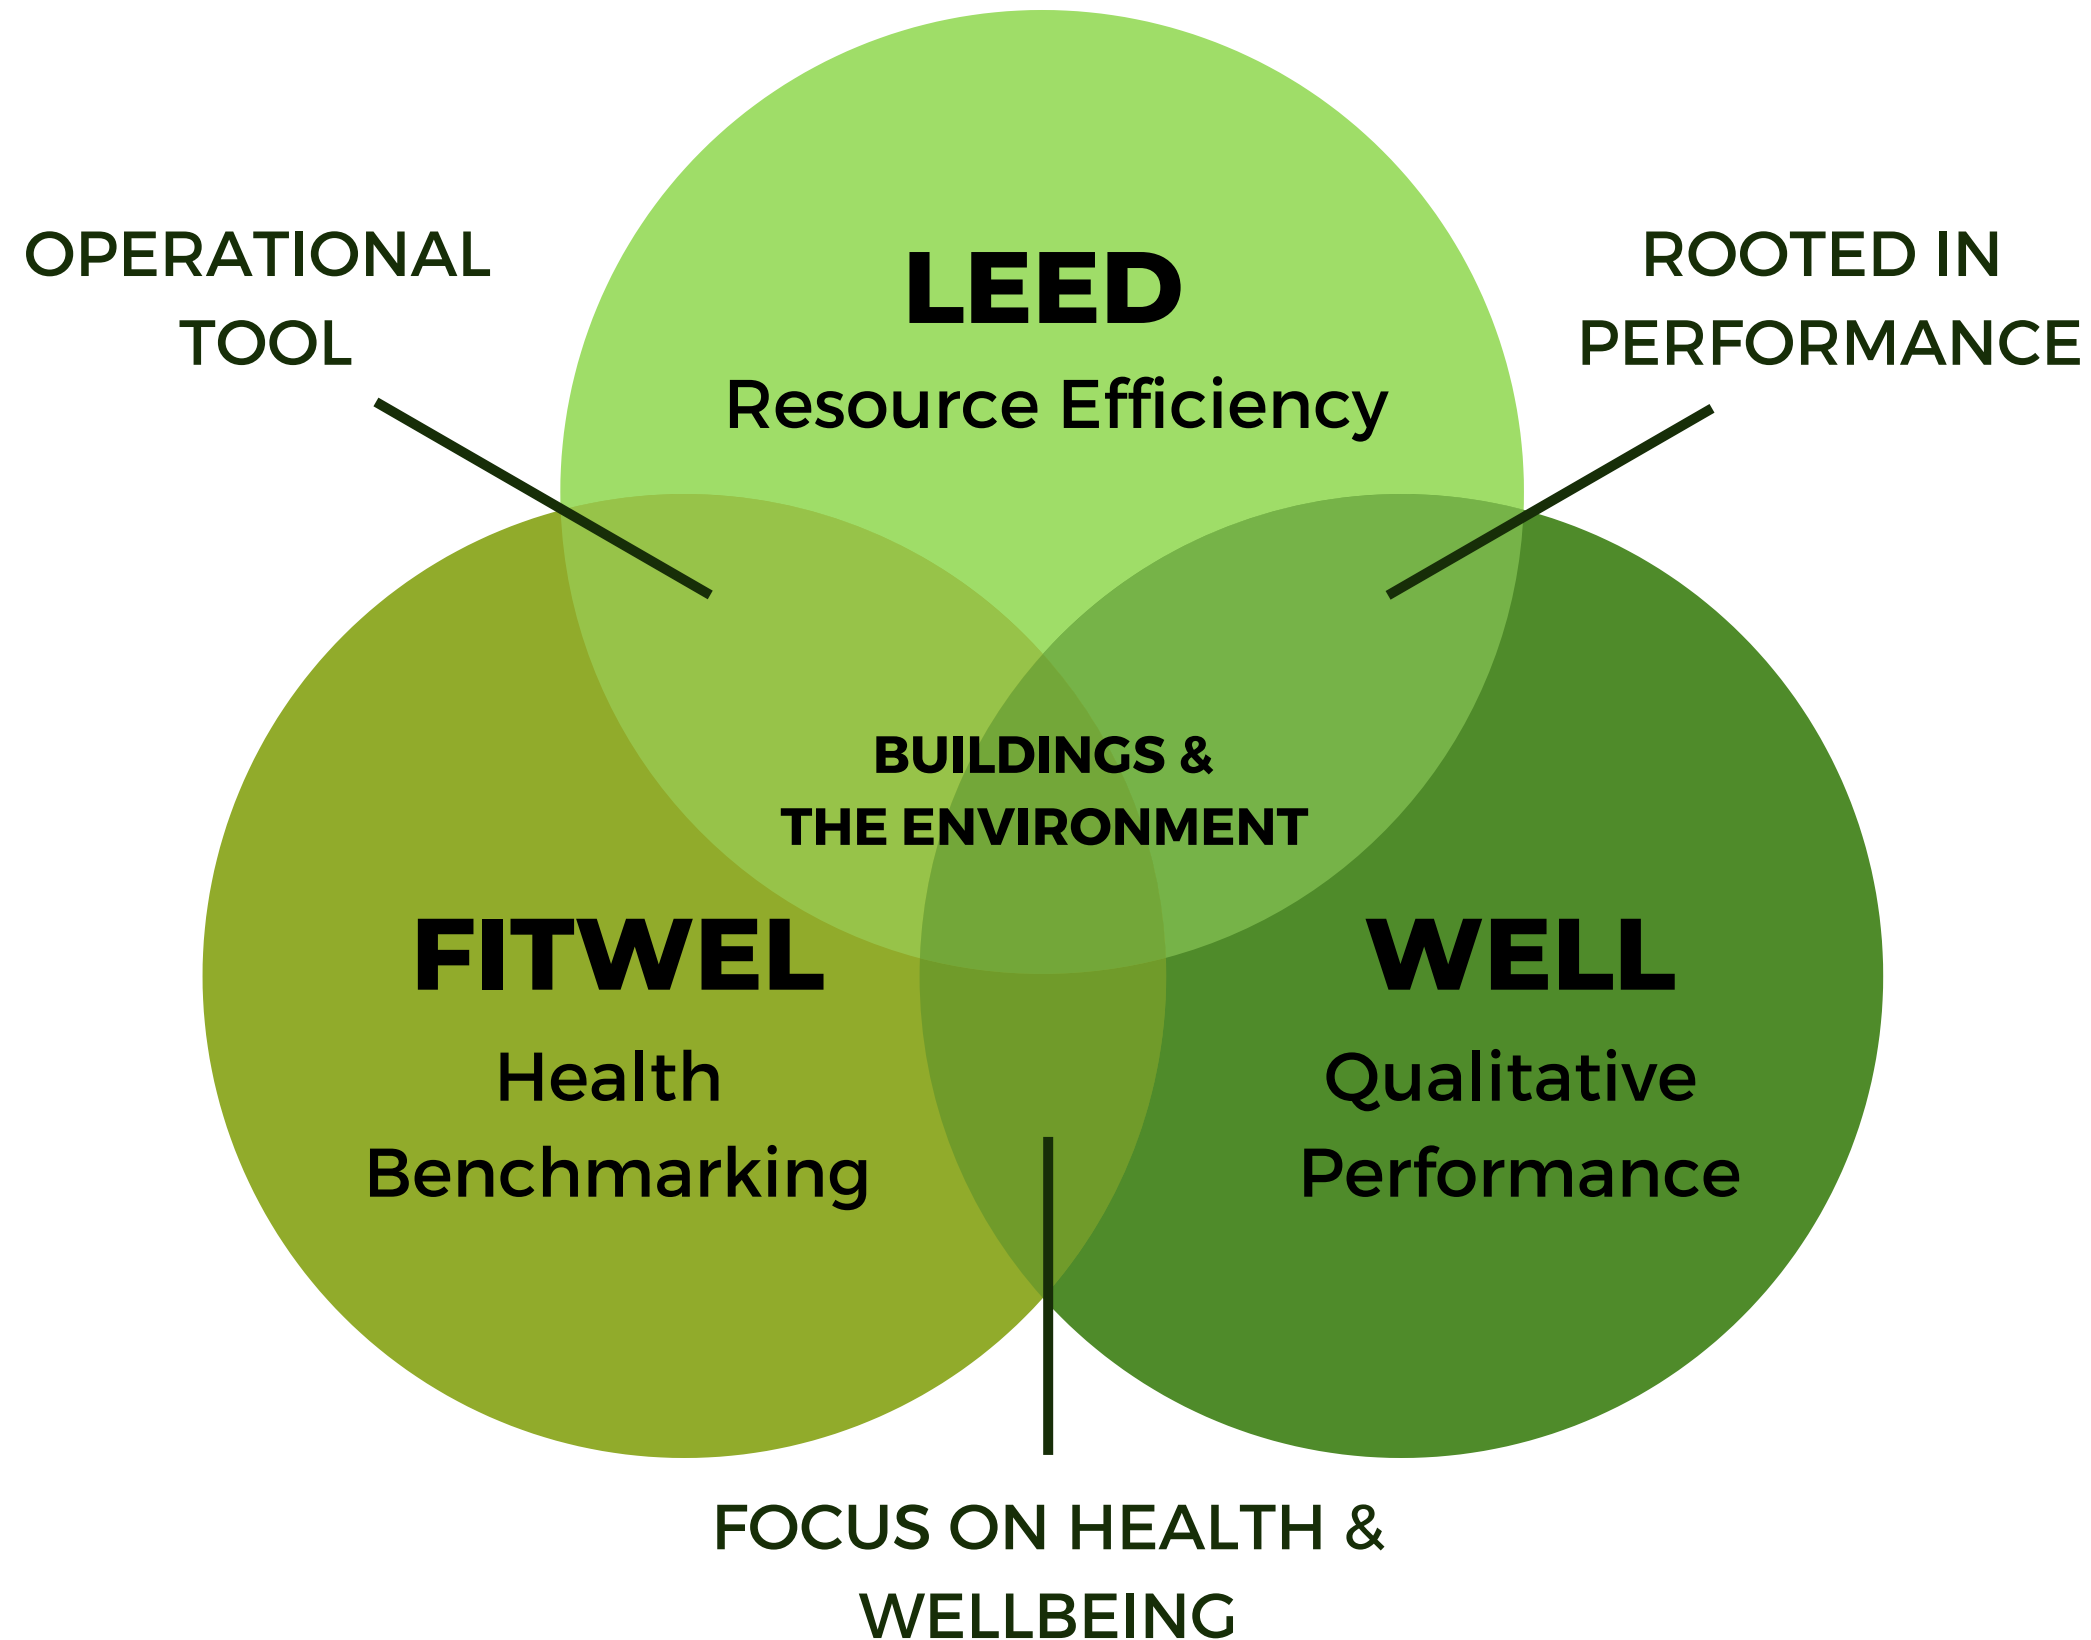 OPERATIONAL
TOOL
ROOTED IN
PERFORMANCE
LEED
Resource Efficiency
BUILDINGS &
THE ENVIRONMENT
FITWEL
Health
Benchmarking
WELL
Qualitative
Performance
FOCUS ON HEALTH &
WELLBEING